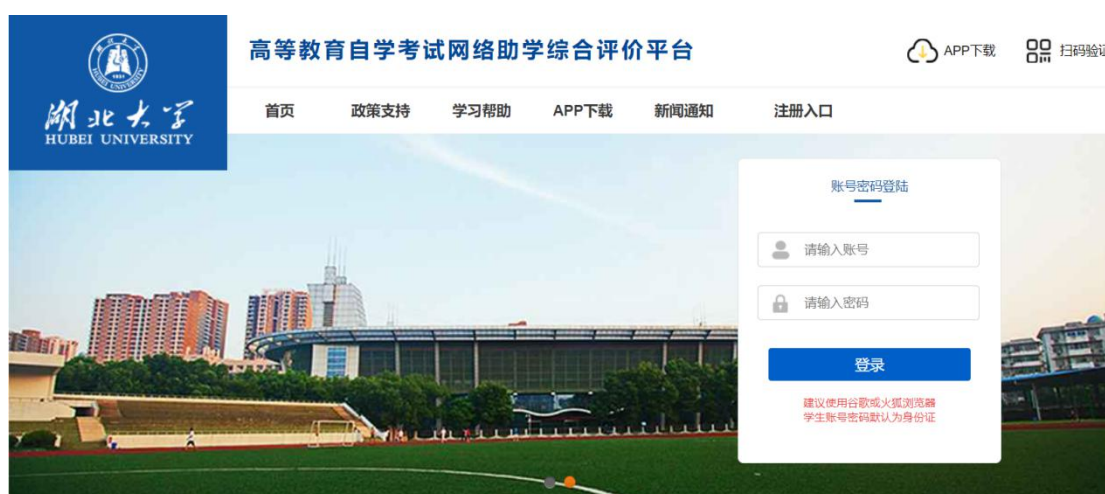 高等教育自学考试网络助学综合评价平台
APP下载
扫码验证
湖北大学
HUBEI UNIVERSITY
首页
政策支持
学习帮助
APP下载
新闻通知
注册入口
账号密码登陆
请输入账号
请输入密码
登录
建议使用谷歌或火狐浏览器
学生账号密码默认为身份证